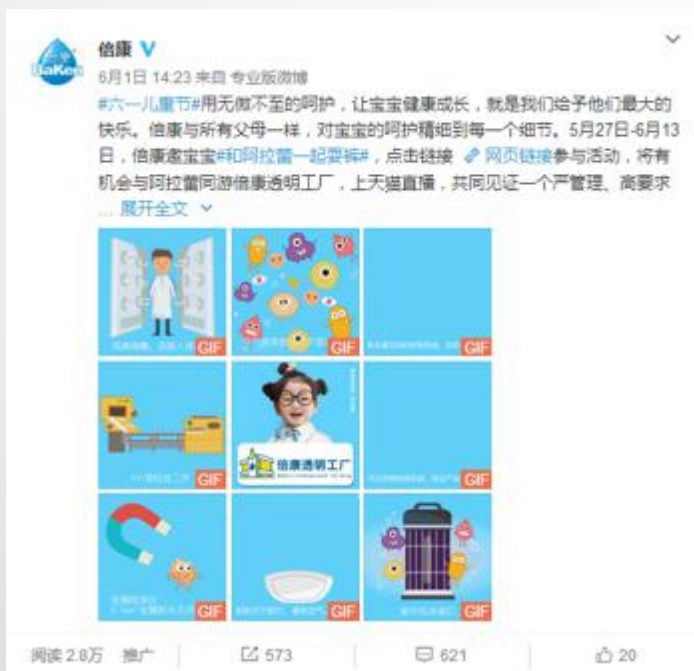 倍康
BaKen
6月1日 14:23 来自 专业版微博
#六一儿童节#用无微不至的呵护，让宝宝健康成长，就是我们给予他们最大的
快乐。倍康与所有父母一样，对宝宝的呵护精细到每一个细节。5月27日-6月13
日，倍康邀宝宝#和阿拉蕾一起耍裤#，点击链接 网页链接参与活动，将有
机会与阿拉蕾同游倍康透明工厂，上天猫直播，共同见证一个严管理、高要求
... 展开全文
GIF
GIF
GIF
GIF
倍康透明工厂
GIF
GIF
GIF
GIF
阅读 2.8万 推广 573 621 20